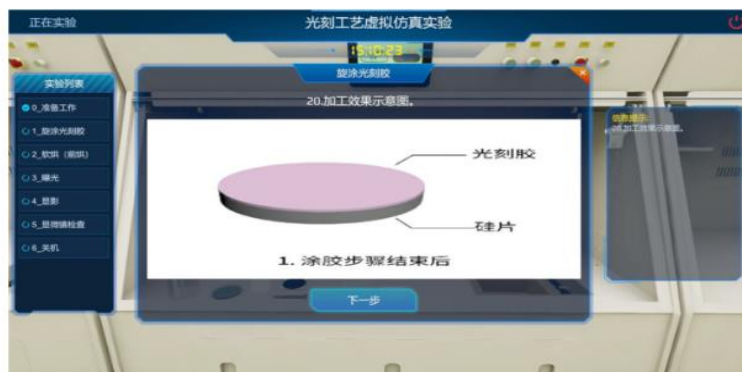 正在实验
光刻工艺虚拟仿真实验
15:10:23
实验列表
0_准备工作
1_旋涂光刻胶
2_软烘（前烘）
3_曝光
4_显影
5_显微镜检查
6_关机
旋涂光刻胶
20.加工效果示意图。
光刻胶
硅片
1. 涂胶步骤结束后
下一步
信息提示:
20.加工效果示意图。